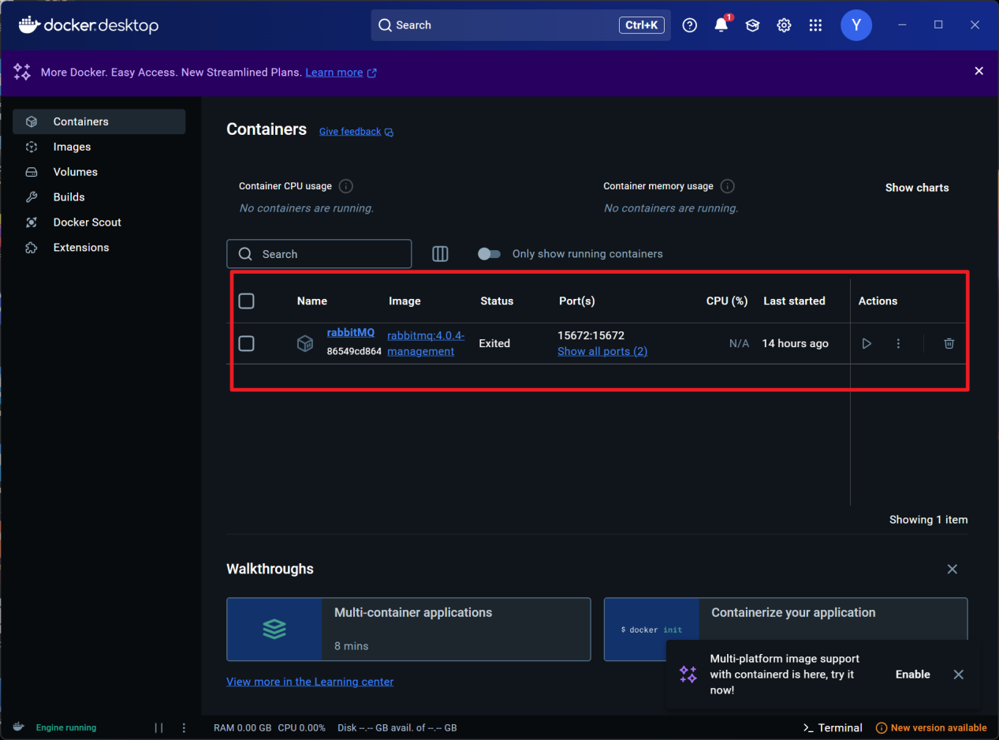 docker desktop
Search
Ctrl+K
1
Y
More Docker. Easy Access. New Streamlined Plans. Learn more
Containers
Images
Volumes
Builds
Docker Scout
Extensions
Containers
Give feedback
Container CPU usage
No containers are running.
Container memory usage
No containers are running.
Show charts
Search
Only show running containers
Name Image Status Port(s) CPU (%) Last started Actions
rabbitMQ
86549cd864
rabbitmq:4.0.4-
management
Exited
15672:15672
Show all ports (2)
N/A
14 hours ago
Showing 1 item
Walkthroughs
Multi-container applications
8 mins
$ docker init
Containerize your application
View more in the Learning center
Multi-platform image support
with containerd is here, try it
now!
Enable
Engine running
RAM 0.00 GB CPU 0.00% Disk --.-- GB avail. of --.-- GB
>_ Terminal
New version available